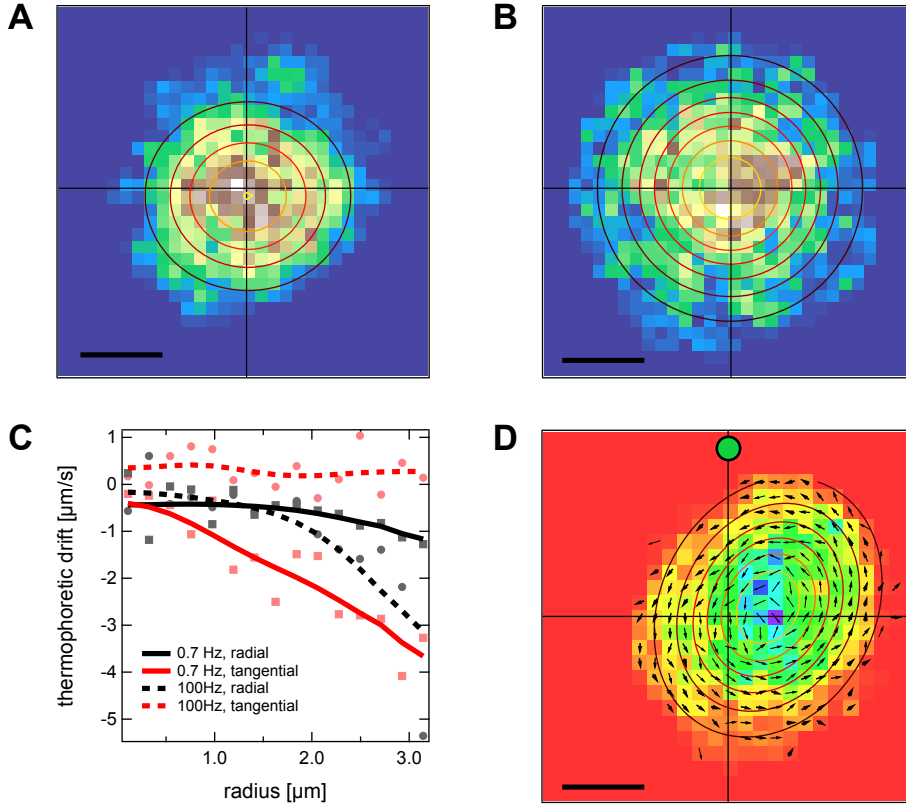 A
B
C
D
thermophoretic drift [µm/s]
1
0
-1
-2
-3
-4
-5
0.7 Hz, radial
0.7 Hz, tangential
100Hz, radial
100Hz, tangential
1.0
2.0
3.0
radius [µm]